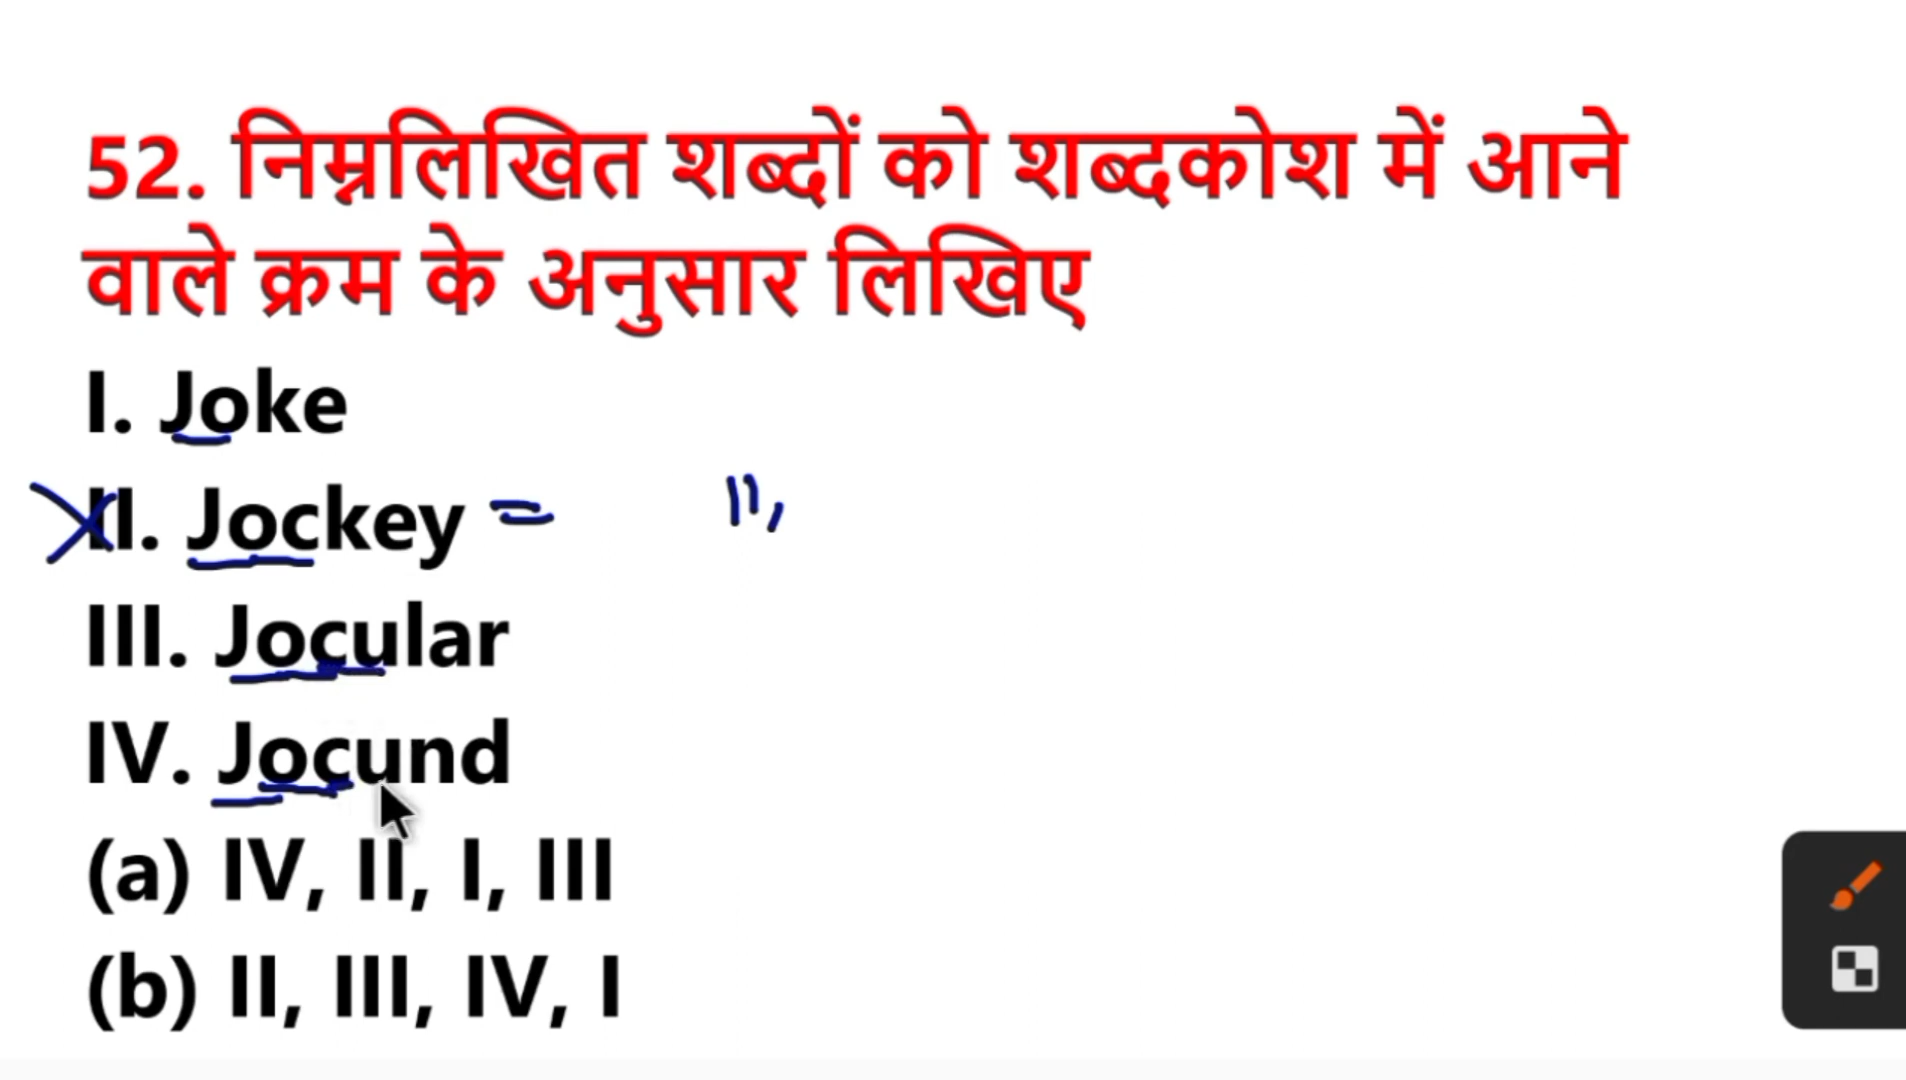 52. निम्नलिखित शब्दों को शब्दकोश में आने
वाले क्रम के अनुसार लिखिए
I. Joke
II. Jockey = II,
III. Jocular
IV. Jocund
(a) IV, II, I, III
(b) II, III, IV, I